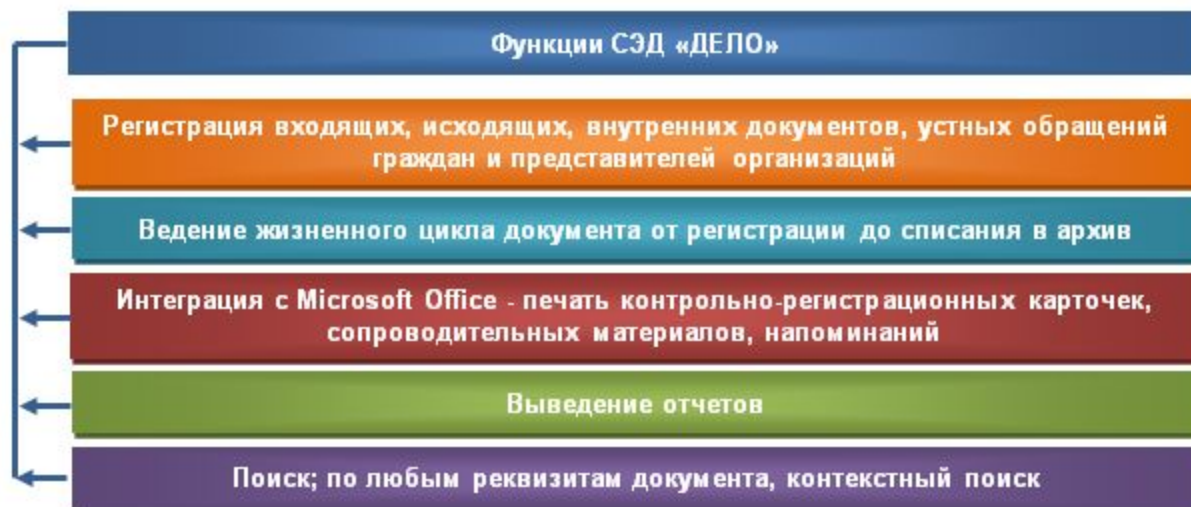 Функции СЭД «ДЕЛО»
Регистрация входящих, исходящих, внутренних документов, устных обращений
граждан и представителей организаций
Ведение жизненного цикла документа от регистрации до списания в архив
Интеграция с Microsoft Office - печать контрольно-регистрационных карточек,
сопроводительных материалов, напоминаний
Выведение отчетов
Поиск; по любым реквизитам документа, контекстный поиск